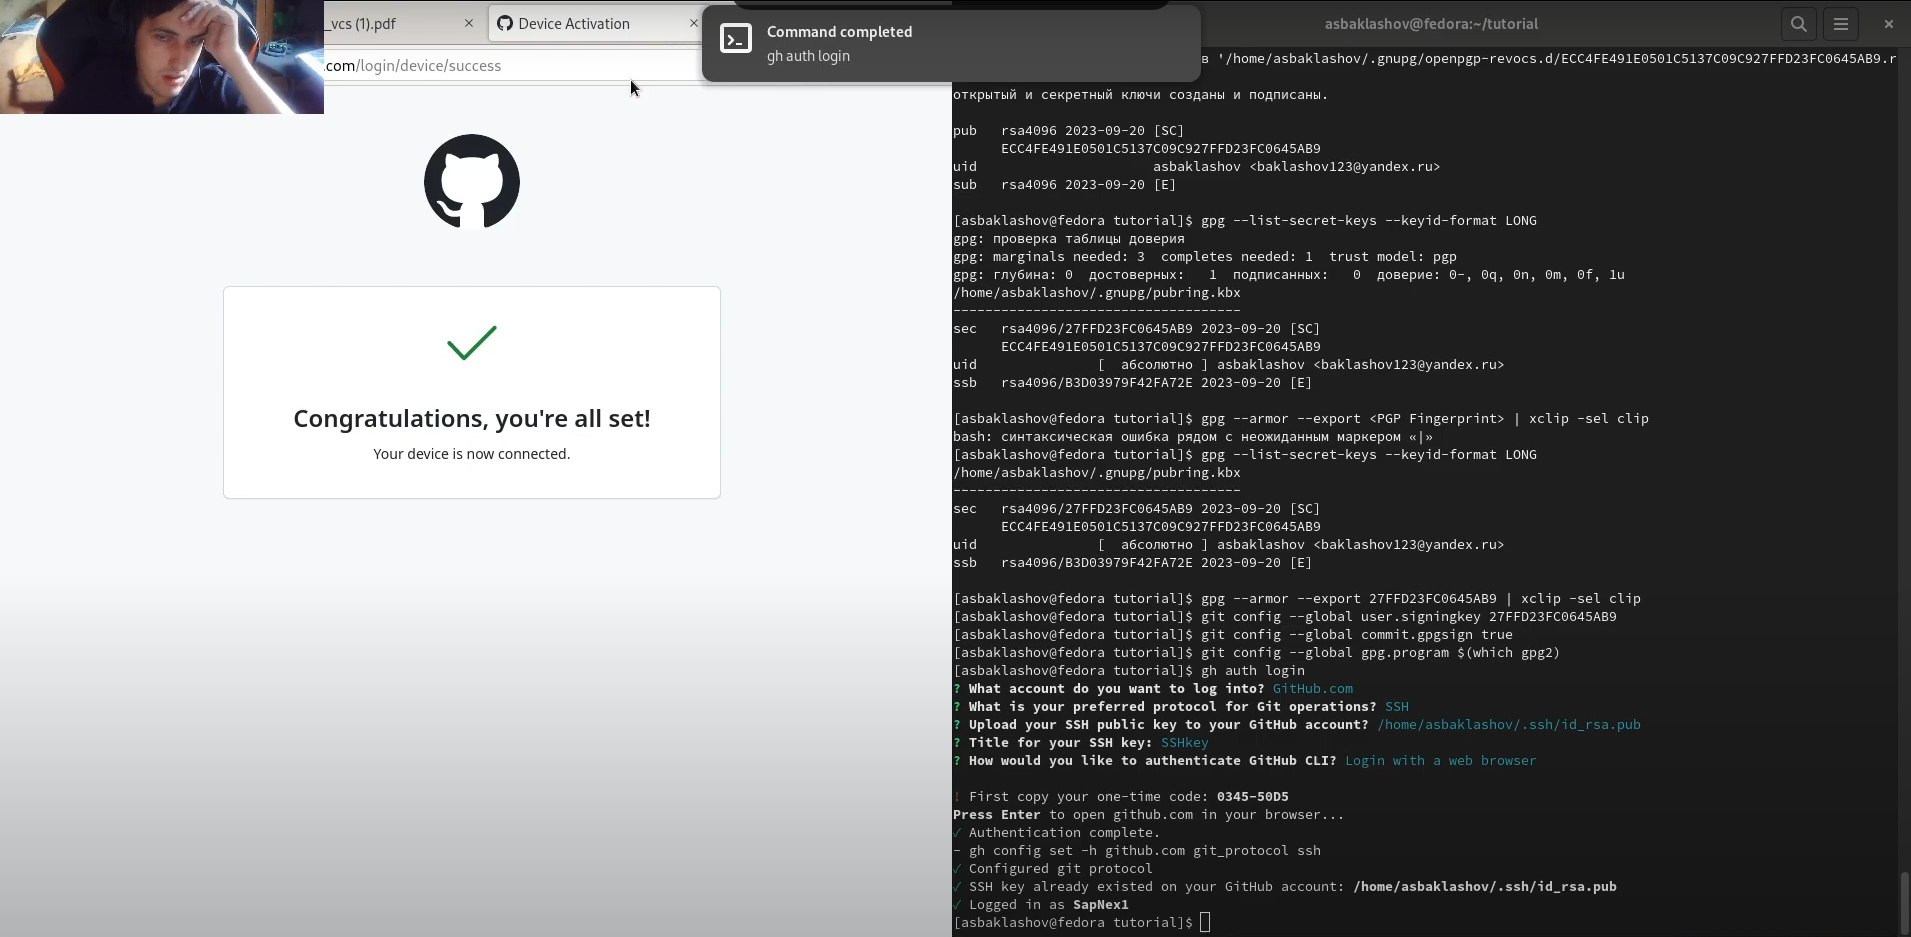 _vcs (1).pdf
Device Activation
.com/login/device/success
Command completed
gh auth login
asbaklashov@fedora:~/tutorial
Congratulations, you're all set!
Your device is now connected.
в '/home/asbaklashov/.gnupg/openpgp-revocs.d/ECC4FE491E0501C5137C09C927FFD23FC0645AB9.r
открытый и секретный ключи созданы и подписаны.
pub   rsa4096 2023-09-20 [SC]
      ECC4FE491E0501C5137C09C927FFD23FC0645AB9
uid                      asbaklashov <baklashov123@yandex.ru>
sub   rsa4096 2023-09-20 [E]
[asbaklashov@fedora tutorial]$ gpg --list-secret-keys --keyid-format LONG
gpg: проверка таблицы доверия
gpg: marginals needed: 3  completes needed: 1  trust model: pgp
gpg: глубина: 0  достоверных:   1  подписанных:   0  доверие: 0-, 0q, 0n, 0m, 0f, 1u
/home/asbaklashov/.gnupg/pubring.kbx
------------------------------------
sec   rsa4096/27FFD23FC0645AB9 2023-09-20 [SC]
      ECC4FE491E0501C5137C09C927FFD23FC0645AB9
uid               [  абсолютно ] asbaklashov <baklashov123@yandex.ru>
ssb   rsa4096/B3D03979F42FA72E 2023-09-20 [E]
[asbaklashov@fedora tutorial]$ gpg --armor --export <PGP Fingerprint> | xclip -sel clip
bash: синтаксическая ошибка рядом с неожиданным маркером «|»
[asbaklashov@fedora tutorial]$ gpg --list-secret-keys --keyid-format LONG
/home/asbaklashov/.gnupg/pubring.kbx
------------------------------------
sec   rsa4096/27FFD23FC0645AB9 2023-09-20 [SC]
      ECC4FE491E0501C5137C09C927FFD23FC0645AB9
uid               [  абсолютно ] asbaklashov <baklashov123@yandex.ru>
ssb   rsa4096/B3D03979F42FA72E 2023-09-20 [E]
[asbaklashov@fedora tutorial]$ gpg --armor --export 27FFD23FC0645AB9 | xclip -sel clip
[asbaklashov@fedora tutorial]$ git config --global user.signingkey 27FFD23FC0645AB9
[asbaklashov@fedora tutorial]$ git config --global commit.gpgsign true
[asbaklashov@fedora tutorial]$ git config --global gpg.program $(which gpg2)
[asbaklashov@fedora tutorial]$ gh auth login
? What account do you want to log into? GitHub.com
? What is your preferred protocol for Git operations? SSH
? Upload your SSH public key to your GitHub account? /home/asbaklashov/.ssh/id_rsa.pub
? Title for your SSH key: SSHkey
? How would you like to authenticate GitHub CLI? Login with a web browser
! First copy your one-time code: 0345-50D5
Press Enter to open github.com in your browser...
✓ Authentication complete.
- gh config set -h github.com git_protocol ssh
✓ Configured git protocol
✓ SSH key already existed on your GitHub account: /home/asbaklashov/.ssh/id_rsa.pub
✓ Logged in as SapNex1
[asbaklashov@fedora tutorial]$